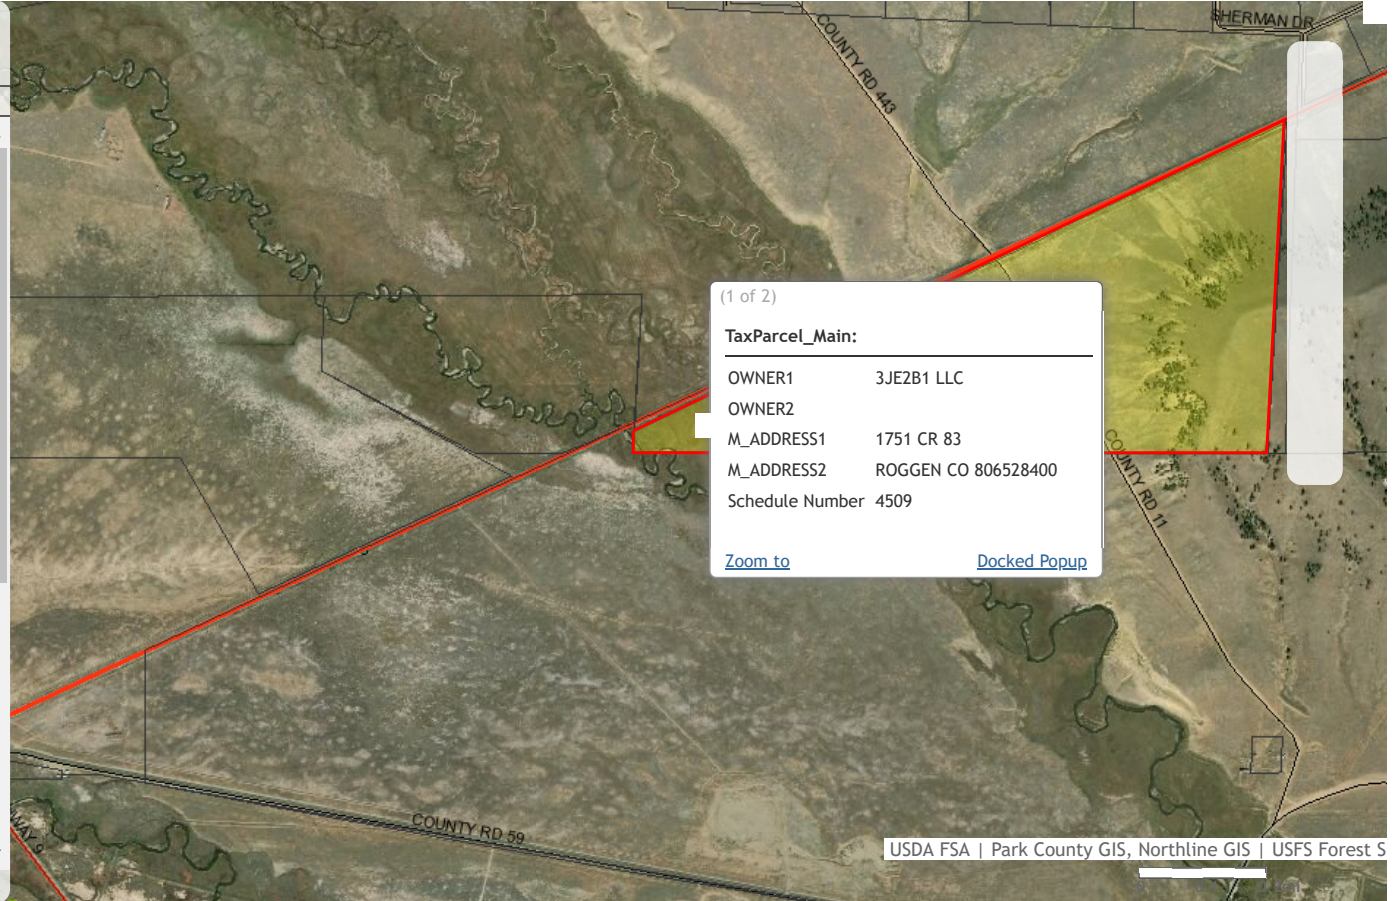 SHERMAN DR
COUNTY RD 443
(1 of 2)
TaxParcel_Main:
OWNER1 3JE2B1 LLC
OWNER2
M_ADDRESS1 1751 CR 83
M_ADDRESS2 ROGGEN CO 806528400
Schedule Number 4509
Zoom to Docked Popup
COUNTY RD 11
COUNTY RD 59
WAY 9
USDA FSA | Park County GIS, Northline GIS | USFS Forest S